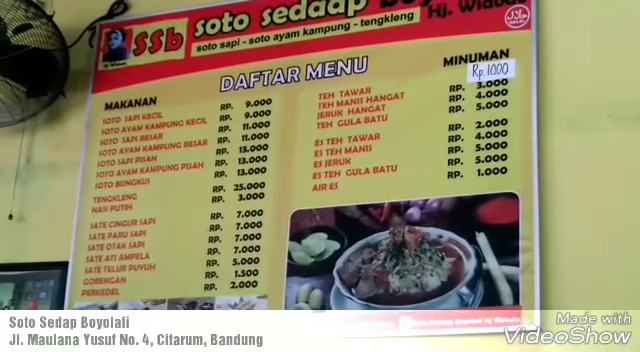 ssb
soto sedaap
Hj. Widodo
soto sapi - soto ayam kampung - tengkleng
HALAL
DAFTAR MENU
MAKANAN
SOTO SAPI KECIL RP. 9.000
SOTO AYAM KAMPUNG KECIL RP. 9.000
SOTO SAPI BESAR RP. 11.000
SOTO AYAM KAMPUNG BESAR RP. 11.000
SOTO SAPI PISAH RP. 13.000
SOTO AYAM KAMPUNG PISAH RP. 13.000
SOTO BUNGKUS RP. 13.000
TENGKLENG RP. 25.000
NASI PUTIH RP. 3.000
SATE CINGUR SAPI RP. 7.000
SATE PARU SAPI RP. 7.000
SATE OTAK SAPI RP. 7.000
SATE ATI AMPELA RP. 7.000
SATE TELUR PUYUH RP. 5.000
GORENGAN RP. 1.500
PERKEDEL RP. 2.000
MINUMAN
Rp. 1000
TEH TAWAR
TEH MANIS HANGAT RP. 3.000
JERUK HANGAT RP. 4.000
TEH GULA BATU RP. 5.000
ES TEH TAWAR RP. 2.000
ES TEH MANIS RP. 4.000
ES JERUK RP. 5.000
ES TEH GULA BATU RP. 5.000
AIR ES RP. 1.000
Soto Sedap Boyolali
Jl. Maulana Yusuf No. 4, Citarum, Bandung
Made with
VideoShow